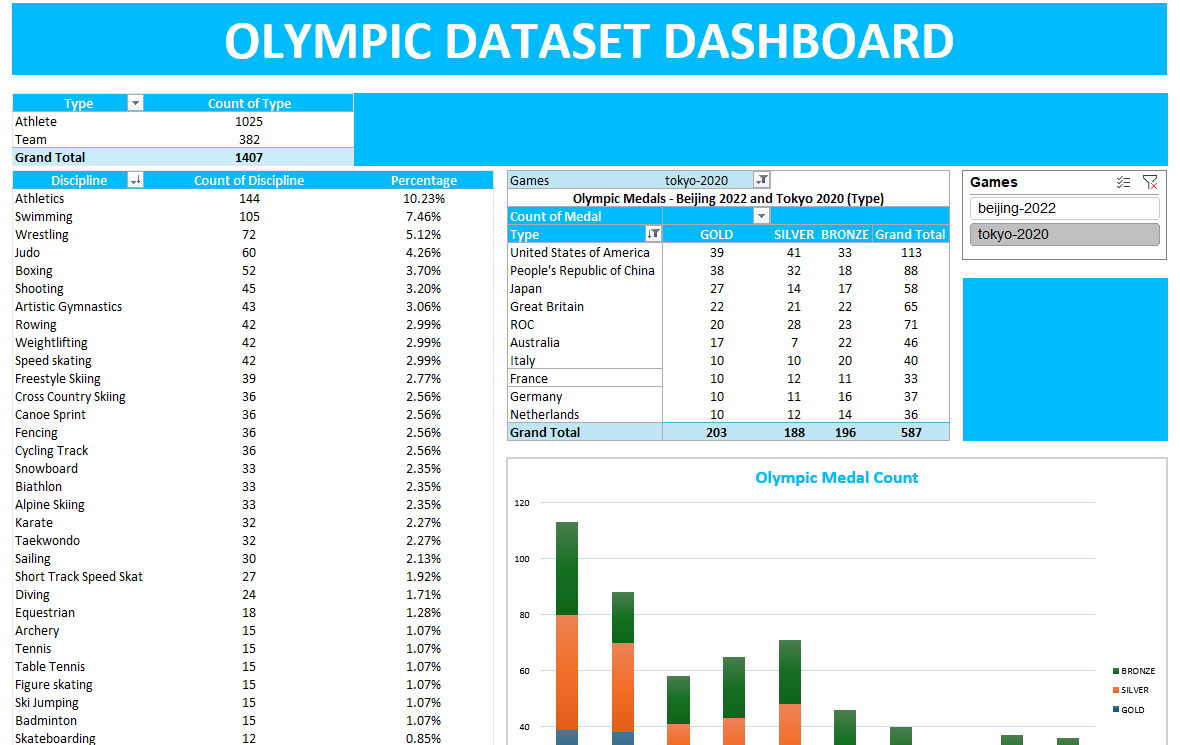 OLYMPIC DATASET DASHBOARD
Type Count of Type
Athlete 1025
Team 382
Grand Total 1407
Discipline Count of Discipline Percentage
Athletics 144 10.23%
Swimming 105 7.46%
Wrestling 72 5.12%
Judo 60 4.26%
Boxing 52 3.70%
Shooting 45 3.20%
Artistic Gymnastics 43 3.06%
Rowing 42 2.99%
Weightlifting 42 2.99%
Speed skating 42 2.99%
Freestyle Skiing 39 2.77%
Cross Country Skiing 36 2.56%
Canoe Sprint 36 2.56%
Fencing 36 2.56%
Cycling Track 36 2.56%
Snowboard 33 2.35%
Biathlon 33 2.35%
Alpine Skiing 33 2.35%
Karate 32 2.27%
Taekwondo 32 2.27%
Sailing 30 2.13%
Short Track Speed Skat 27 1.92%
Diving 24 1.71%
Equestrian 18 1.28%
Archery 15 1.07%
Tennis 15 1.07%
Table Tennis 15 1.07%
Figure skating 15 1.07%
Ski Jumping 15 1.07%
Badminton 15 1.07%
Skateboarding 12 0.85%
Games tokyo-2020
Olympic Medals - Beijing 2022 and Tokyo 2020 (Type)
Count of Medal
Type GOLD SILVER BRONZE Grand Total
United States of America 39 41 33 113
People's Republic of China 38 32 18 88
Japan 27 14 17 58
Great Britain 22 21 22 65
ROC 20 28 23 71
Australia 17 7 22 46
Italy 10 10 20 40
France 10 12 11 33
Germany 10 11 16 37
Netherlands 10 12 14 36
Grand Total 203 188 196 587
Games
beijing-2022
tokyo-2020
Olympic Medal Count
120
100
80
60
40
BRONZE
SILVER
GOLD